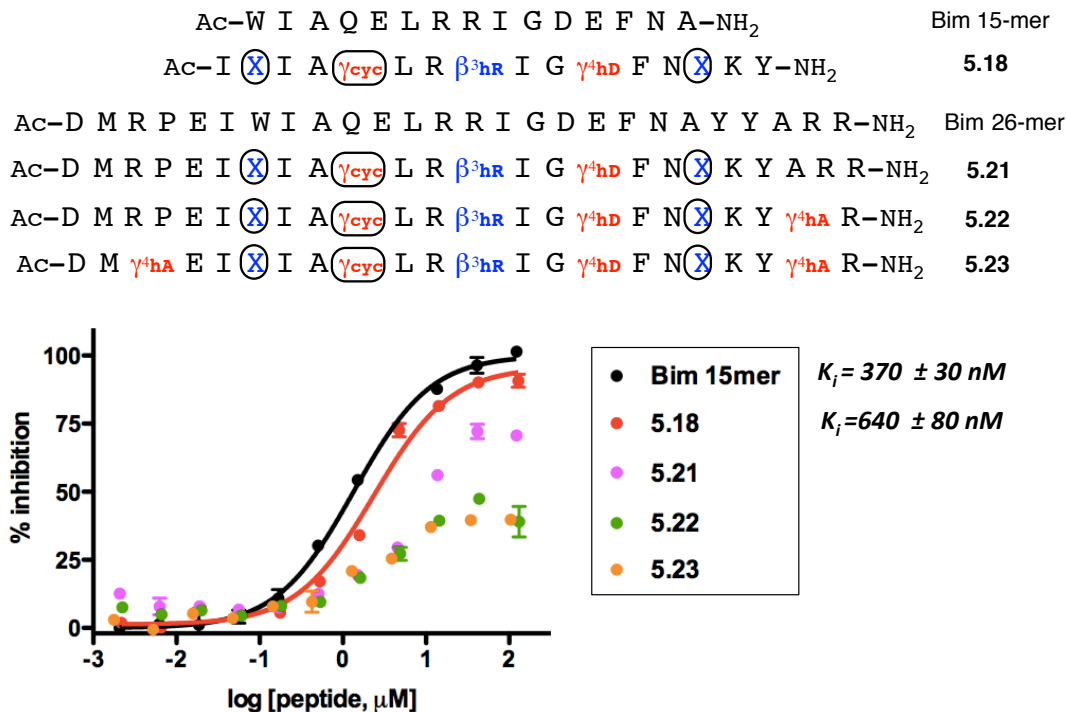 Ac–W I A Q E L R R I G D E F N A–NH₂ Bim 15-mer
Ac–I X I A γcyc L R β³hR I G γ⁴hD F N X K Y–NH₂ 5.18
Ac–D M R P E I W I A Q E L R R I G D E F N A Y Y A R R–NH₂ Bim 26-mer
Ac–D M R P E I X I A γcyc L R β³hR I G γ⁴hD F N X K Y A R R–NH₂ 5.21
Ac–D M R P E I X I A γcyc L R β³hR I G γ⁴hD F N X K Y γ⁴hA R–NH₂ 5.22
Ac–D M γ⁴hA E I X I A γcyc L R β³hR I G γ⁴hD F N X K Y γ⁴hA R–NH₂ 5.23
% inhibition
100
75
50
25
0
-3 -2 -1 0 1 2
log [peptide, μM]
Bim 15mer Kᵢ = 370 ± 30 nM
5.18 Kᵢ =640 ± 80 nM
5.21
5.22
5.23